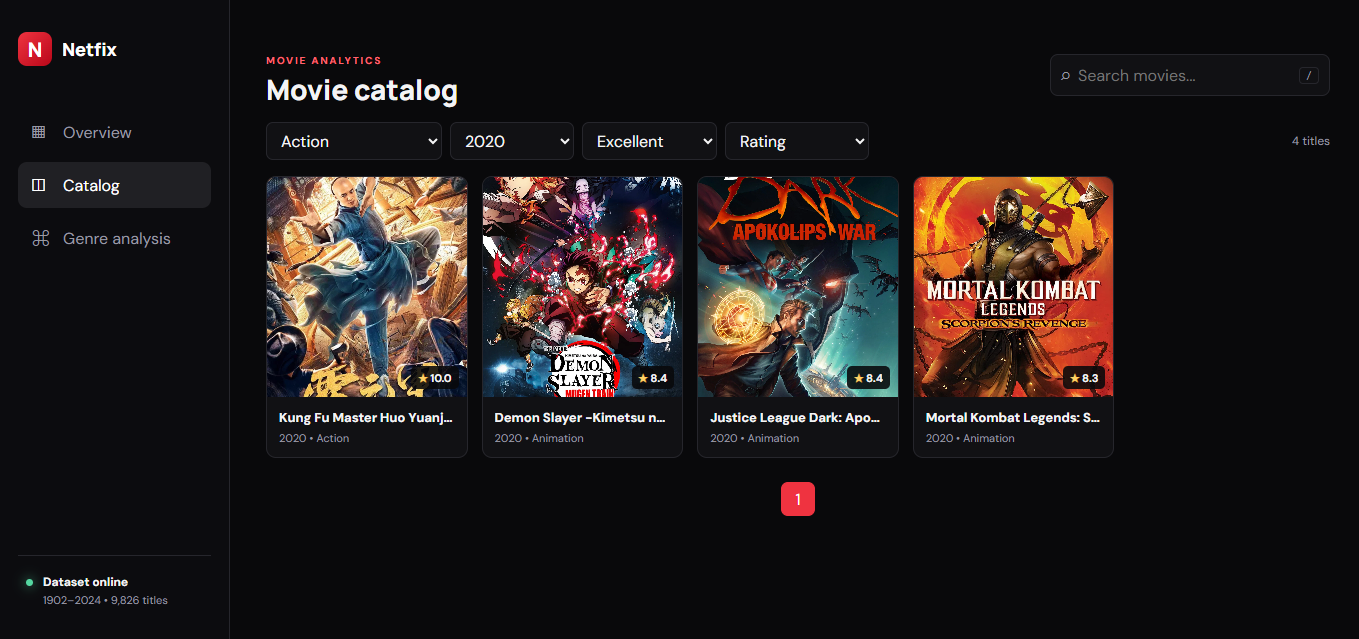 N Netfix
Overview
Catalog
Genre analysis
Dataset online
1902–2024 • 9,826 titles
MOVIE ANALYTICS
Movie catalog
Search movies...
/
Action
2020
Excellent
Rating
4 titles
★ 10.0
Kung Fu Master Huo Yuanj...
2020 • Action
DEMON
SLAYER
MUGEN TRAIN
★ 8.4
Demon Slayer -Kimetsu n...
2020 • Animation
DARK
APOKOLIPS WAR
★ 8.4
Justice League Dark: Apo...
2020 • Animation
MORTAL KOMBAT
LEGENDS
SCORPION'S REVENGE
★ 8.3
Mortal Kombat Legends: S...
2020 • Animation
1